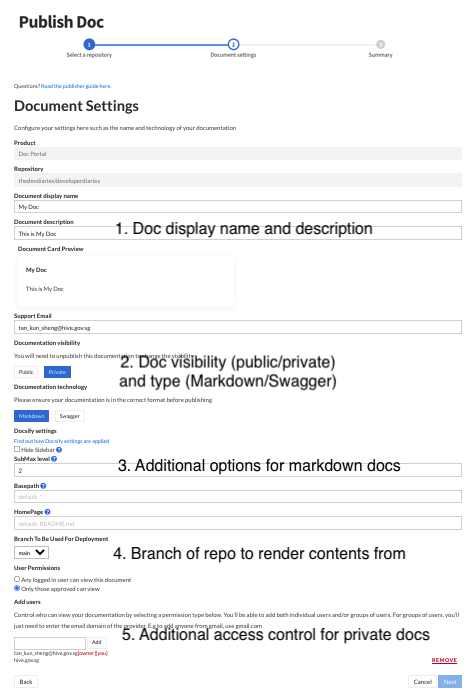 Publish Doc
1
2
3
Select a repository
Document settings
Summary
Questions? Read the publisher guide here.
Document Settings
Configure your settings here such as the name and technology of your documentation
Product
Doc Portal
Repository
thedevdiaries/developerdiaries
Document display name
My Doc
Document description
1. Doc display name and description
This is My Doc
Document Card Preview
My Doc
This is My Doc
Support Email
tan_kun_sheng@hive.gov.sg
Documentation visibility
You will need to unpublish this documentation to change the visibility
2. Doc visibility (public/private)
and type (Markdown/Swagger)
Public
Private
Documentation technology
Please ensure your documentation is in the correct format before publishing
Markdown
Swagger
Docsify settings
Find out how Docsify settings are applied
Hide Sidebar ?
SubMax level ?
3. Additional options for markdown docs
2
Basepath ?
default: "
HomePage ?
default: README.md
Branch To Be Used For Deployment
main
4. Branch of repo to render contents from
User Permissions
Any logged in user can view this document
Only those approved can view
Add users
Control who can view your documentation by selecting a permission type below. You'll be able to add both individual users and/or groups of users. For groups of users, you'll
just need to enter the email domain of the provider. E.g to add anyone from gmail, use gmail.com
5. Additional access control for private docs
Add
tan_kun_sheng@hive.gov.sg[owner][you]
hive.gov.sg
REMOVE
Back
Cancel
Next